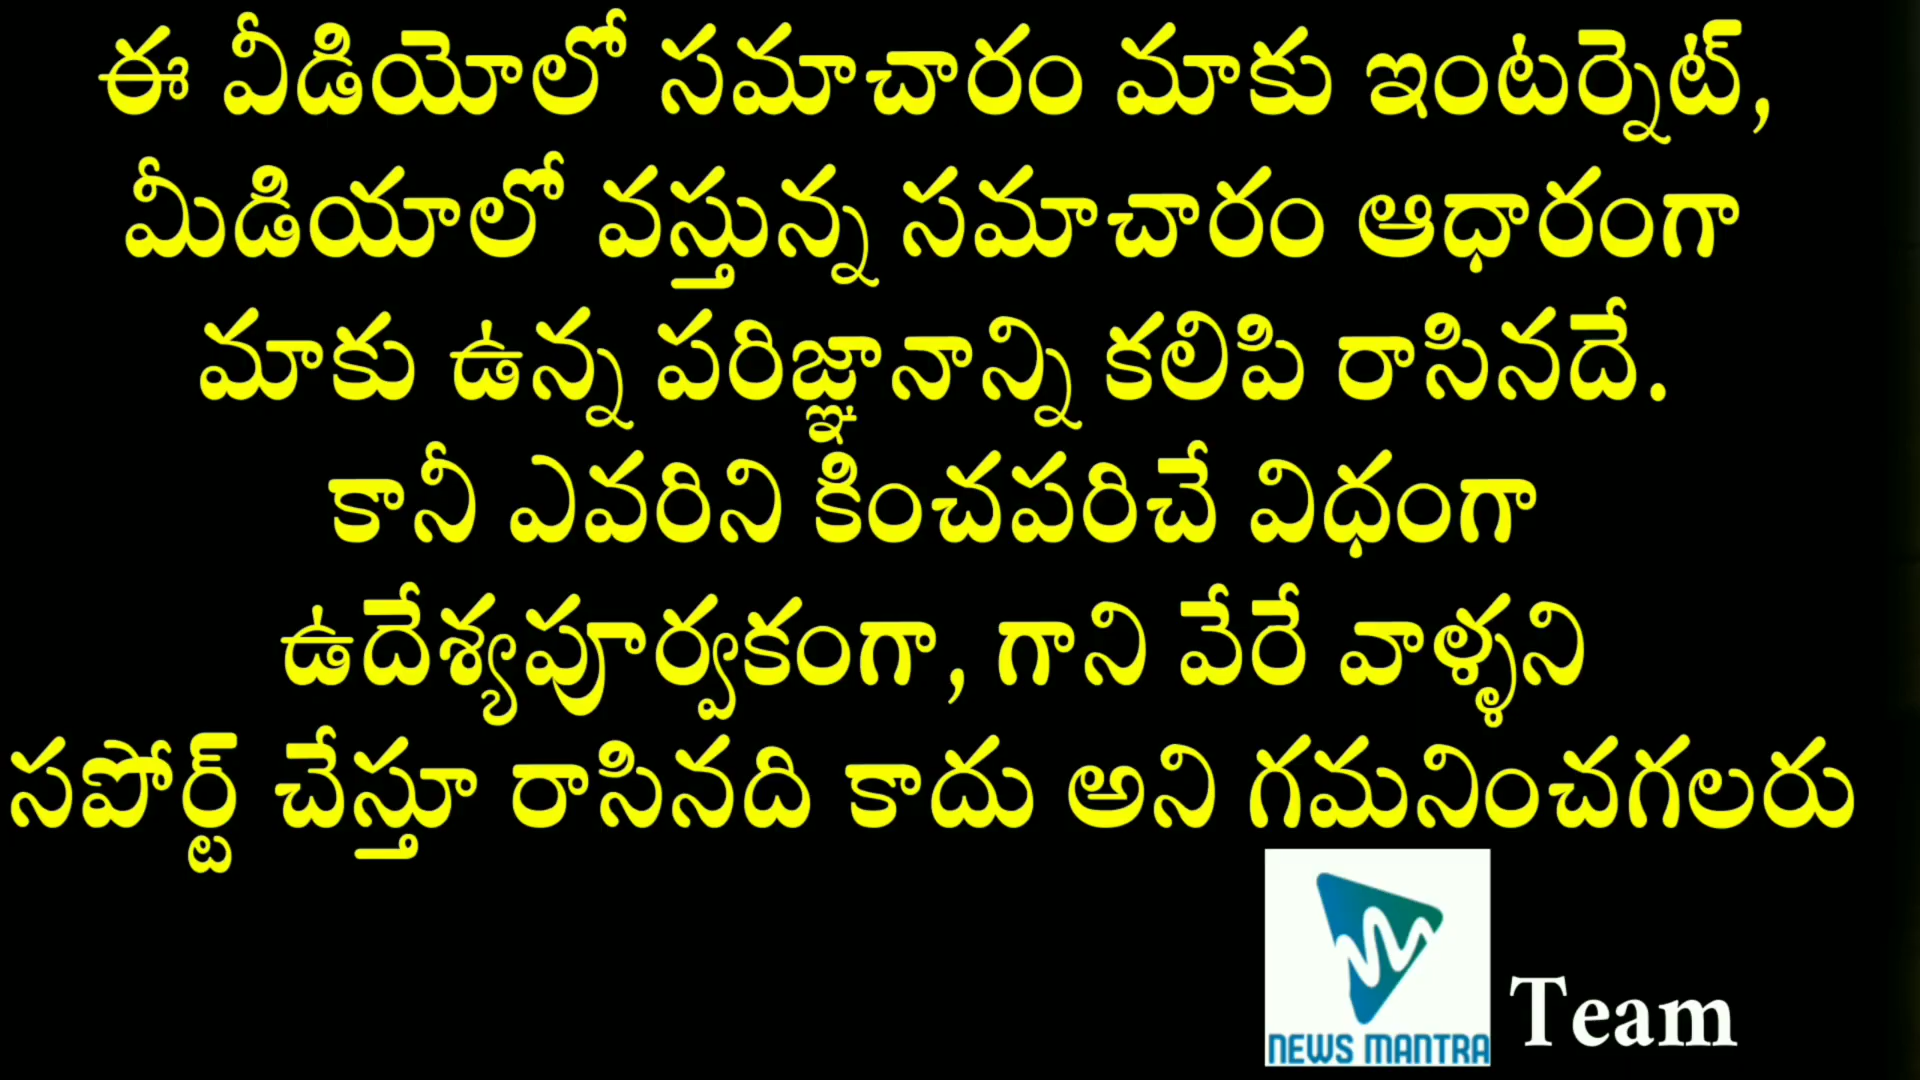 ఈ వీడియోలో సమాచారం మాకు ఇంటర్నెట్,
మీడియాలో వస్తున్న సమాచారం ఆధారంగా
మాకు ఉన్న పరిజ్ఞానాన్ని కలిపి రాసినదే.
కానీ ఎవరిని కించపరిచే విధంగా
ఉదేశ్యపూర్వకంగా, గాని వేరే వాళ్ళని
సపోర్ట్ చేస్తూ రాసినది కాదు అని గమనించగలరు
NEWS MANTRA Team